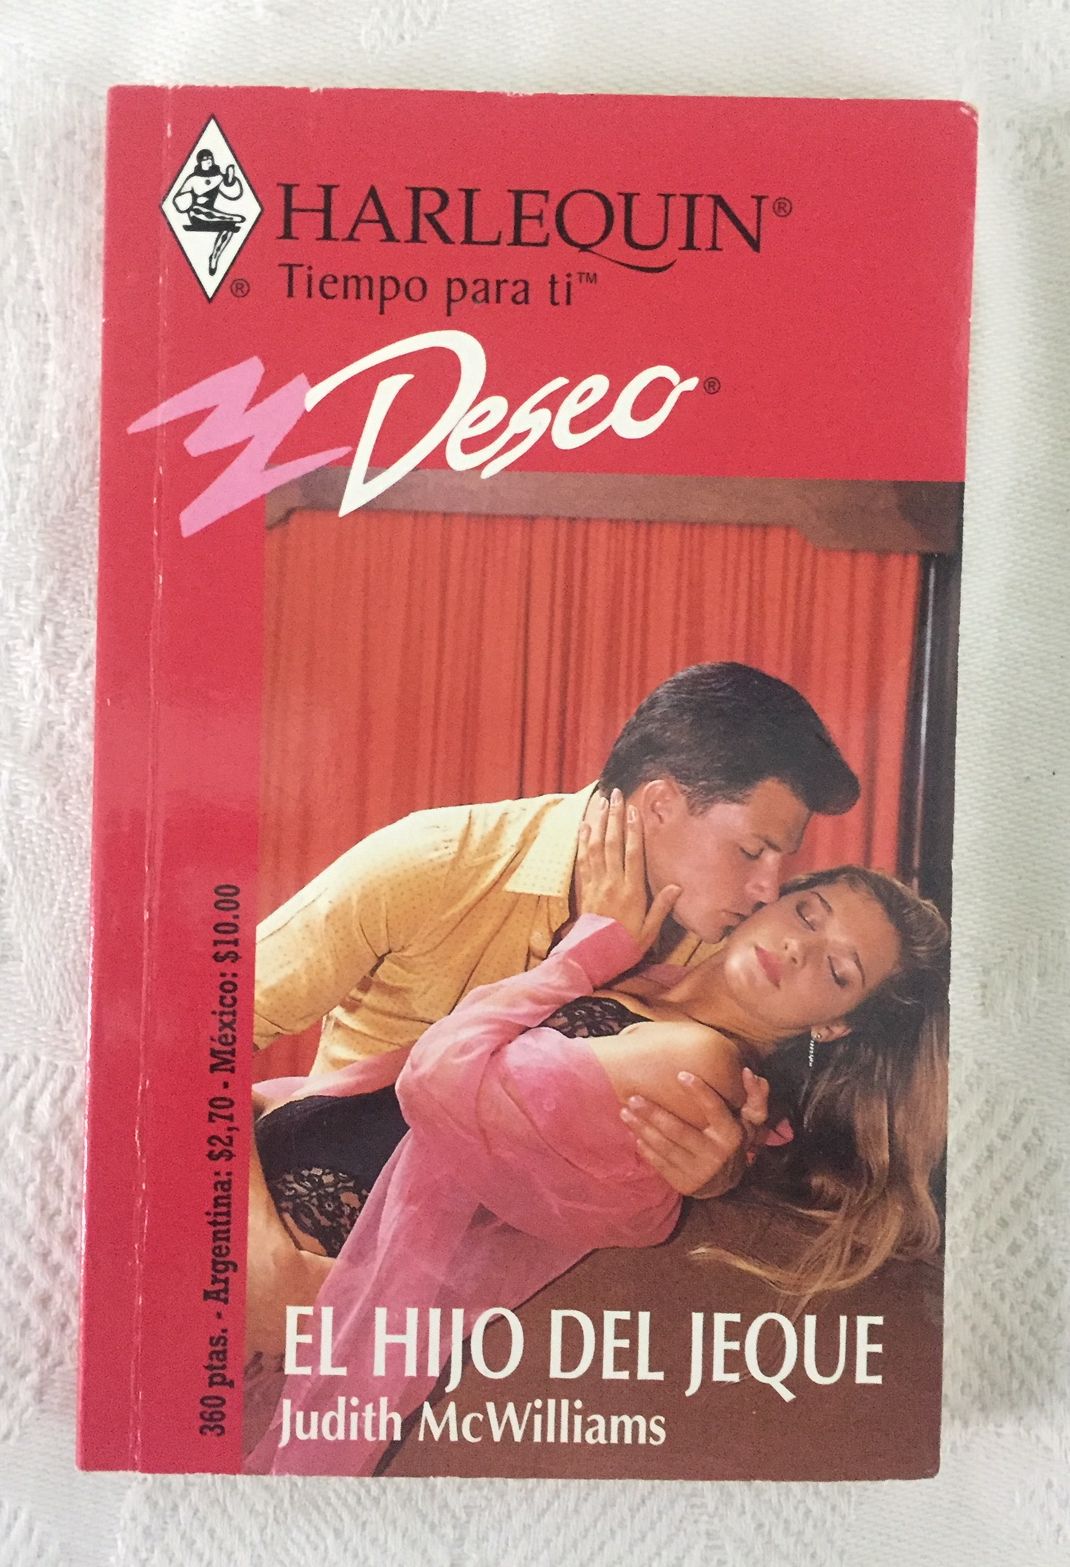 HARLEQUIN®
®
Tiempo para ti™
Deseo®
360 ptas. - Argentina: $2,70 - México: $10.00
EL HIJO DEL JEQUE
Judith McWilliams